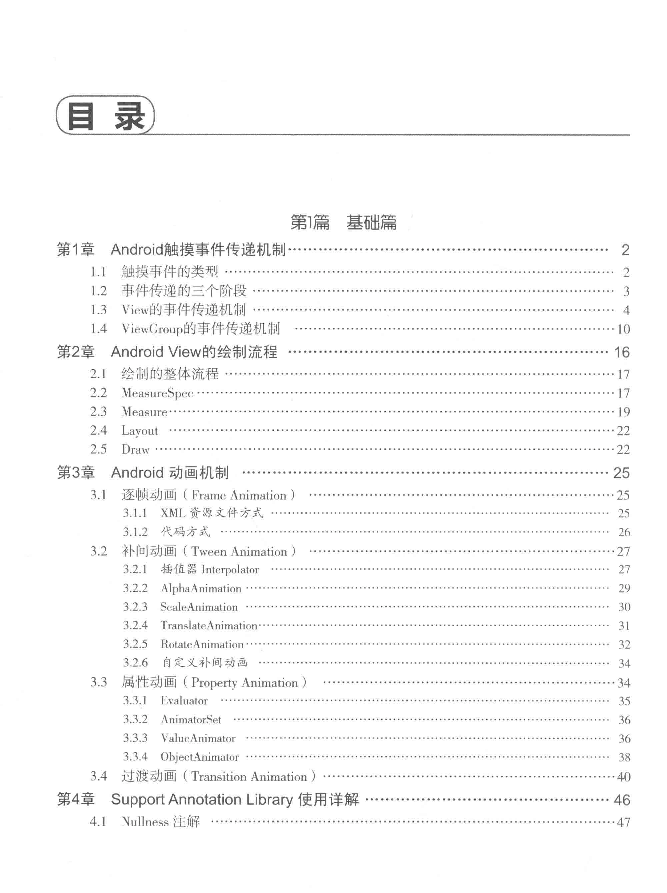 目 录
第1篇 基础篇
第1章 Android触摸事件传递机制 …… 2
1.1 触摸事件的类型 …… 2
1.2 事件传递的三个阶段 …… 3
1.3 View的事件传递机制 …… 4
1.4 ViewGroup的事件传递机制 …… 10
第2章 Android View的绘制流程 …… 16
2.1 绘制的整体流程 …… 17
2.2 MeasureSpec …… 17
2.3 Measure …… 19
2.4 Layout …… 22
2.5 Draw …… 22
第3章 Android 动画机制 …… 25
3.1 逐帧动画(Frame Animation) …… 25
3.1.1 XML 资源文件方式 …… 25
3.1.2 代码方式 …… 26
3.2 补间动画(Tween Animation) …… 27
3.2.1 插值器 Interpolator …… 27
3.2.2 AlphaAnimation …… 29
3.2.3 ScaleAnimation …… 30
3.2.4 TranslateAnimation …… 31
3.2.5 RotateAnimation …… 32
3.2.6 自定义补间动画 …… 34
3.3 属性动画(Property Animation) …… 34
3.3.1 Evaluator …… 35
3.3.2 AnimatorSet …… 36
3.3.3 ValueAnimator …… 36
3.3.4 ObjectAnimator …… 38
3.4 过渡动画(Transition Animation) …… 40
第4章 Support Annotation Library 使用详解 …… 46
4.1 Nullness 注解 …… 47